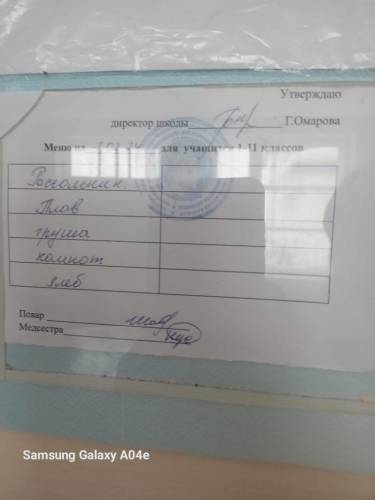 Утверждаю
директор школы Г.Омарова
Меню на для учащихся 1-11 классов
Рассольник
Плов
груша
компот
хлеб
Повар
Медсестра
Samsung Galaxy A04e